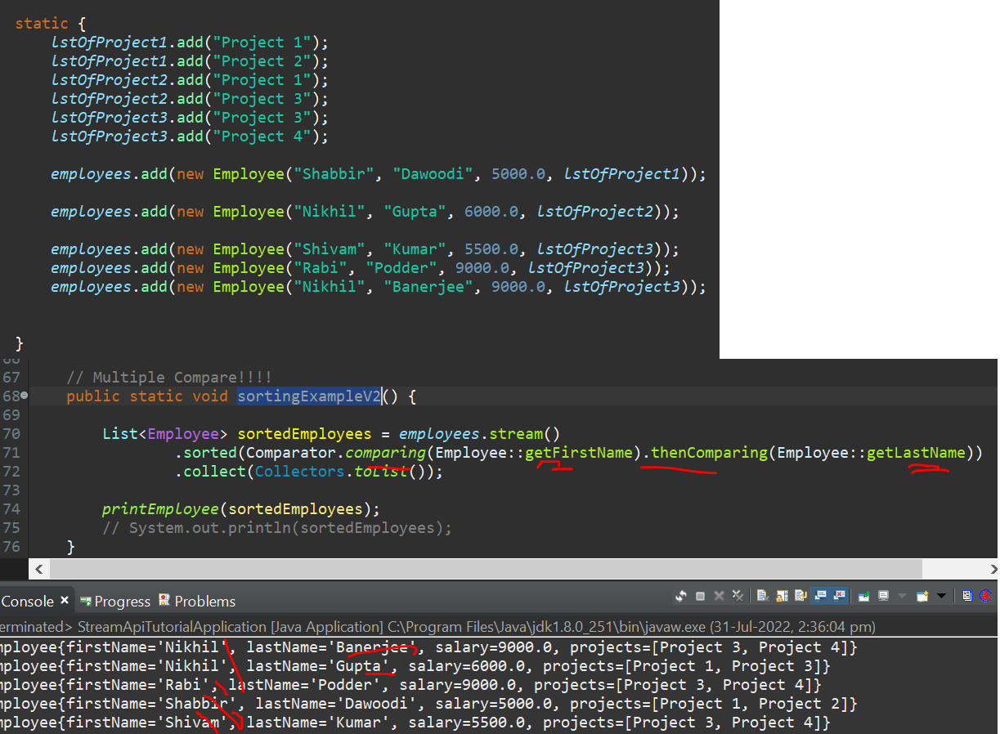 static {
lstOfProject1.add("Project 1");
lstOfProject1.add("Project 2");
lstOfProject2.add("Project 1");
lstOfProject2.add("Project 3");
lstOfProject3.add("Project 3");
lstOfProject3.add("Project 4");
employees.add(new Employee("Shabbir", "Dawoodi", 5000.0, lstOfProject1));
employees.add(new Employee("Nikhil", "Gupta", 6000.0, lstOfProject2));
employees.add(new Employee("Shivam", "Kumar", 5500.0, lstOfProject3));
employees.add(new Employee("Rabi", "Podder", 9000.0, lstOfProject3));
employees.add(new Employee("Nikhil", "Banerjee", 9000.0, lstOfProject3));
}
66
67 // Multiple Compare!!!!
68 public static void sortingExampleV2() {
69
70 List<Employee> sortedEmployees = employees.stream()
71 .sorted(Comparator.comparing(Employee::getFirstName).thenComparing(Employee::getLastName))
72 .collect(Collectors.toList());
73
74 printEmployee(sortedEmployees);
75 // System.out.println(sortedEmployees);
76 }
Console Progress Problems
erminated> StreamApiTutorialApplication [Java Application] C:\Program Files\Java\jdk1.8.0_251\bin\javaw.exe (31-Jul-2022, 2:36:04 pm)
mployee{firstName='Nikhil', lastName='Banerjee', salary=9000.0, projects=[Project 3, Project 4]}
mployee{firstName='Nikhil', lastName='Gupta', salary=6000.0, projects=[Project 1, Project 3]}
mployee{firstName='Rabi', lastName='Podder', salary=9000.0, projects=[Project 3, Project 4]}
mployee{firstName='Shabbir', lastName='Dawoodi', salary=5000.0, projects=[Project 1, Project 2]}
mployee{firstName='Shivam', lastName='Kumar', salary=5500.0, projects=[Project 3, Project 4]}